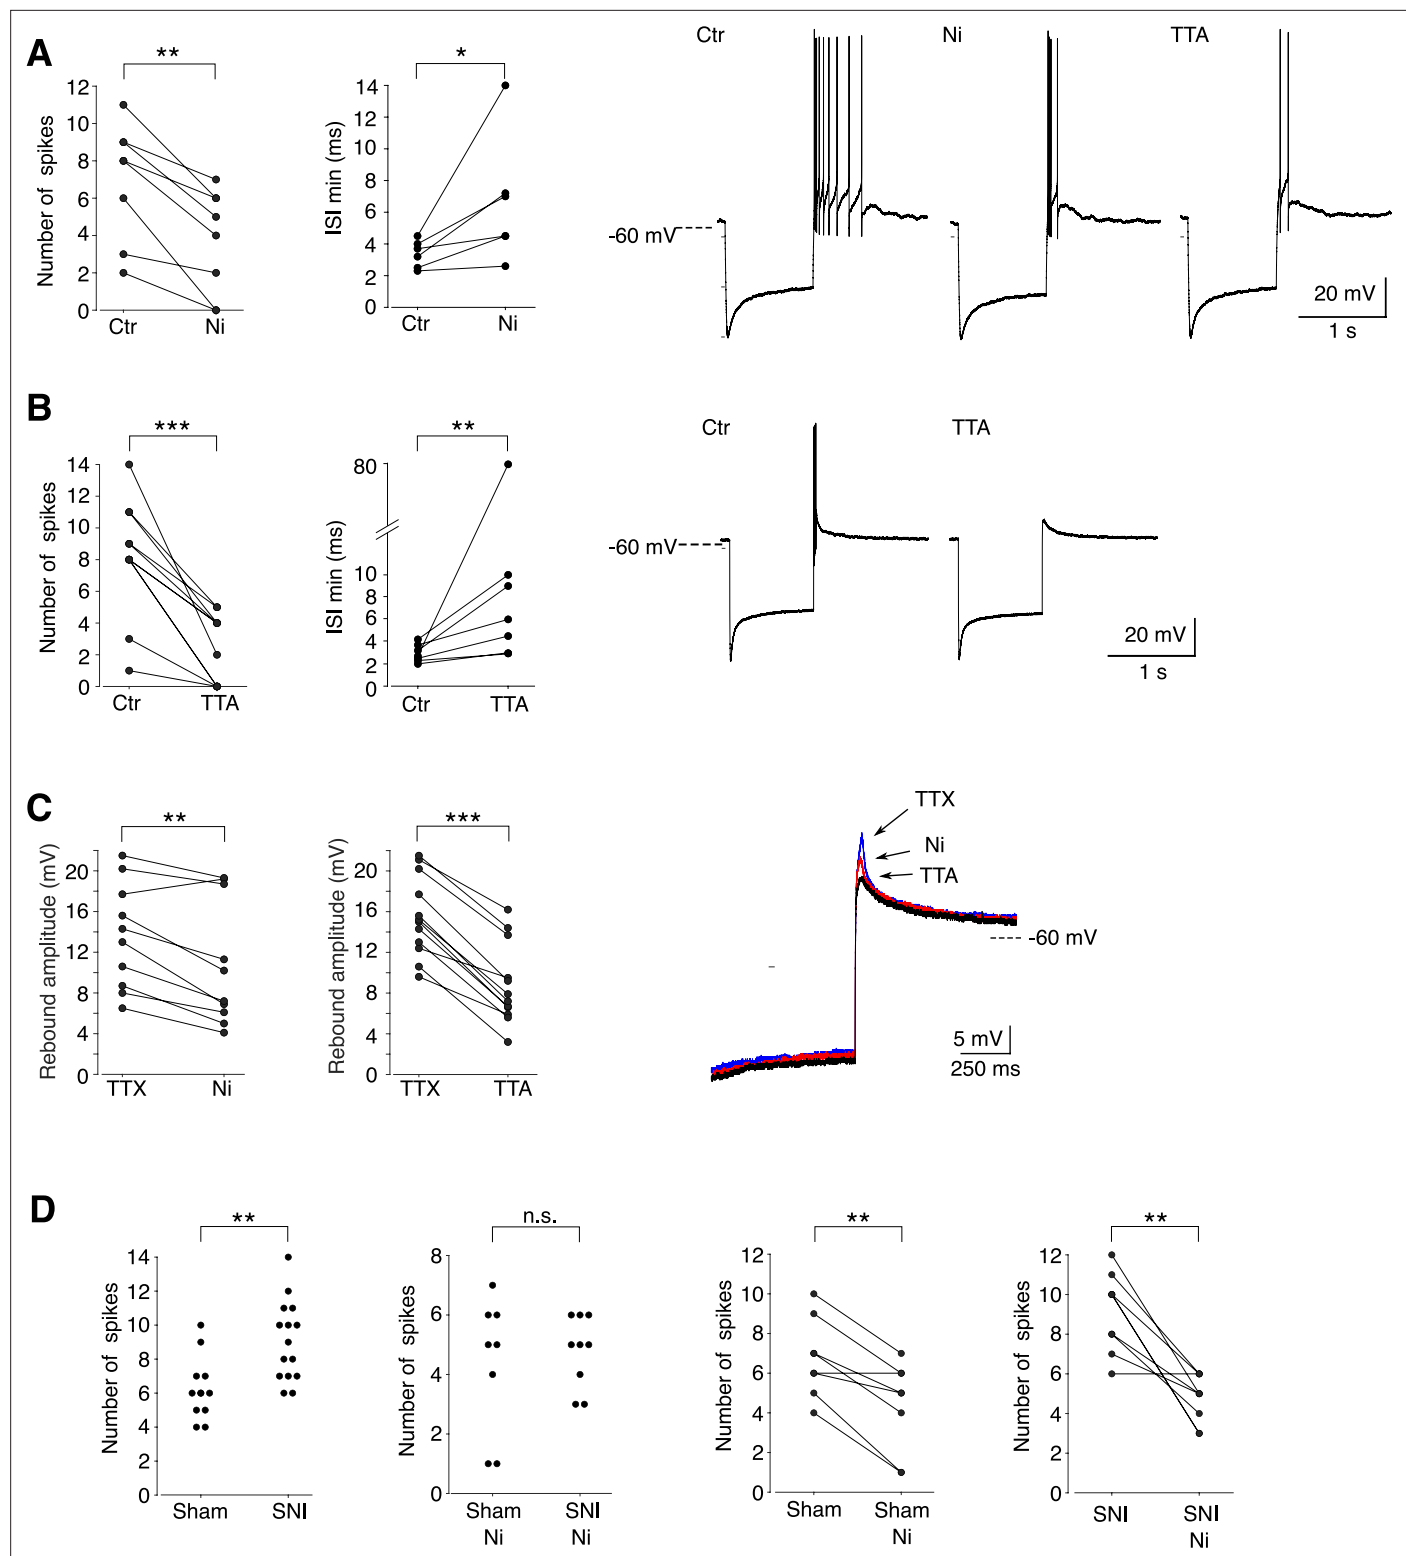 A
**
Number of spikes
12
10
8
6
4
2
0
Ctr Ni
*
ISI min (ms)
14
12
10
8
6
4
2
0
Ctr Ni
Ctr Ni TTA
-60 mV
20 mV
1 s
B
***
Number of spikes
14
12
10
8
6
4
2
0
Ctr TTA
**
ISI min (ms)
80
10
8
6
4
2
0
Ctr TTA
Ctr TTA
-60 mV
20 mV
1 s
C
**
Rebound amplitude (mV)
20
16
12
8
4
0
TTX Ni
***
Rebound amplitude (mV)
20
16
12
8
4
0
TTX TTA
TTX
Ni
TTA
-60 mV
5 mV
250 ms
D
**
Number of spikes
14
12
10
8
6
4
2
0
Sham SNI
n.s.
Number of spikes
8
6
4
2
0
Sham SNI
Ni Ni
**
Number of spikes
12
10
8
6
4
2
0
Sham Sham
Ni
**
Number of spikes
12
10
8
6
4
2
0
SNI SNI
Ni